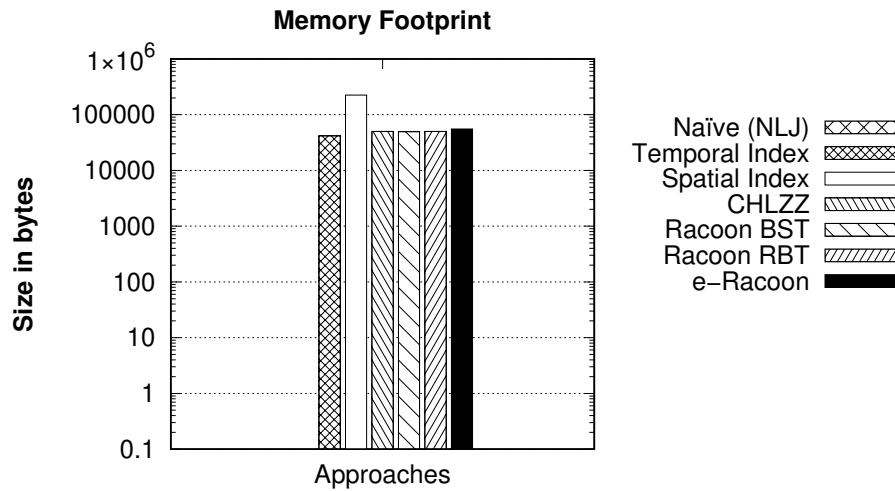 Memory Footprint
1×10⁶
100000
10000
1000
100
10
1
0.1
Size in bytes
Approaches
Naïve (NLJ)
Temporal Index
Spatial Index
CHLZZ
Racoon BST
Racoon RBT
e−Racoon